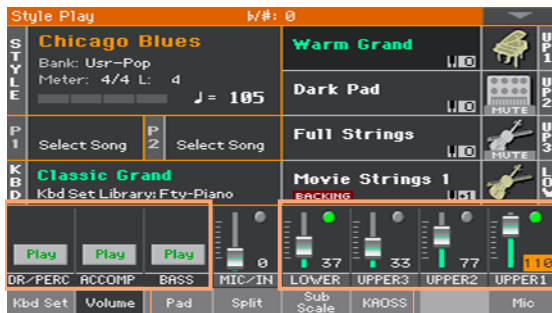 Style Play ♭/#: 0
STYLE
Chicago Blues
Bank: Usr-Pop
Meter: 4/4 L: 4
♩= 105
P1 Select Song
P2 Select Song
KBD
Classic Grand
Kbd Set Library: Fty-Piano
Warm Grand
U 0
UP1
Dark Pad
U 0
MUTE
UP2
Full Strings
U 0
MUTE
UP3
Movie Strings 1
BACKING
LOW
Play Play Play 0 37 33 77 110
DR/PERC ACCOMP BASS MIC/IN LOWER UPPER3 UPPER2 UPPER1
Kbd Set Volume Pad Split Sub Scale KAOSS Mic